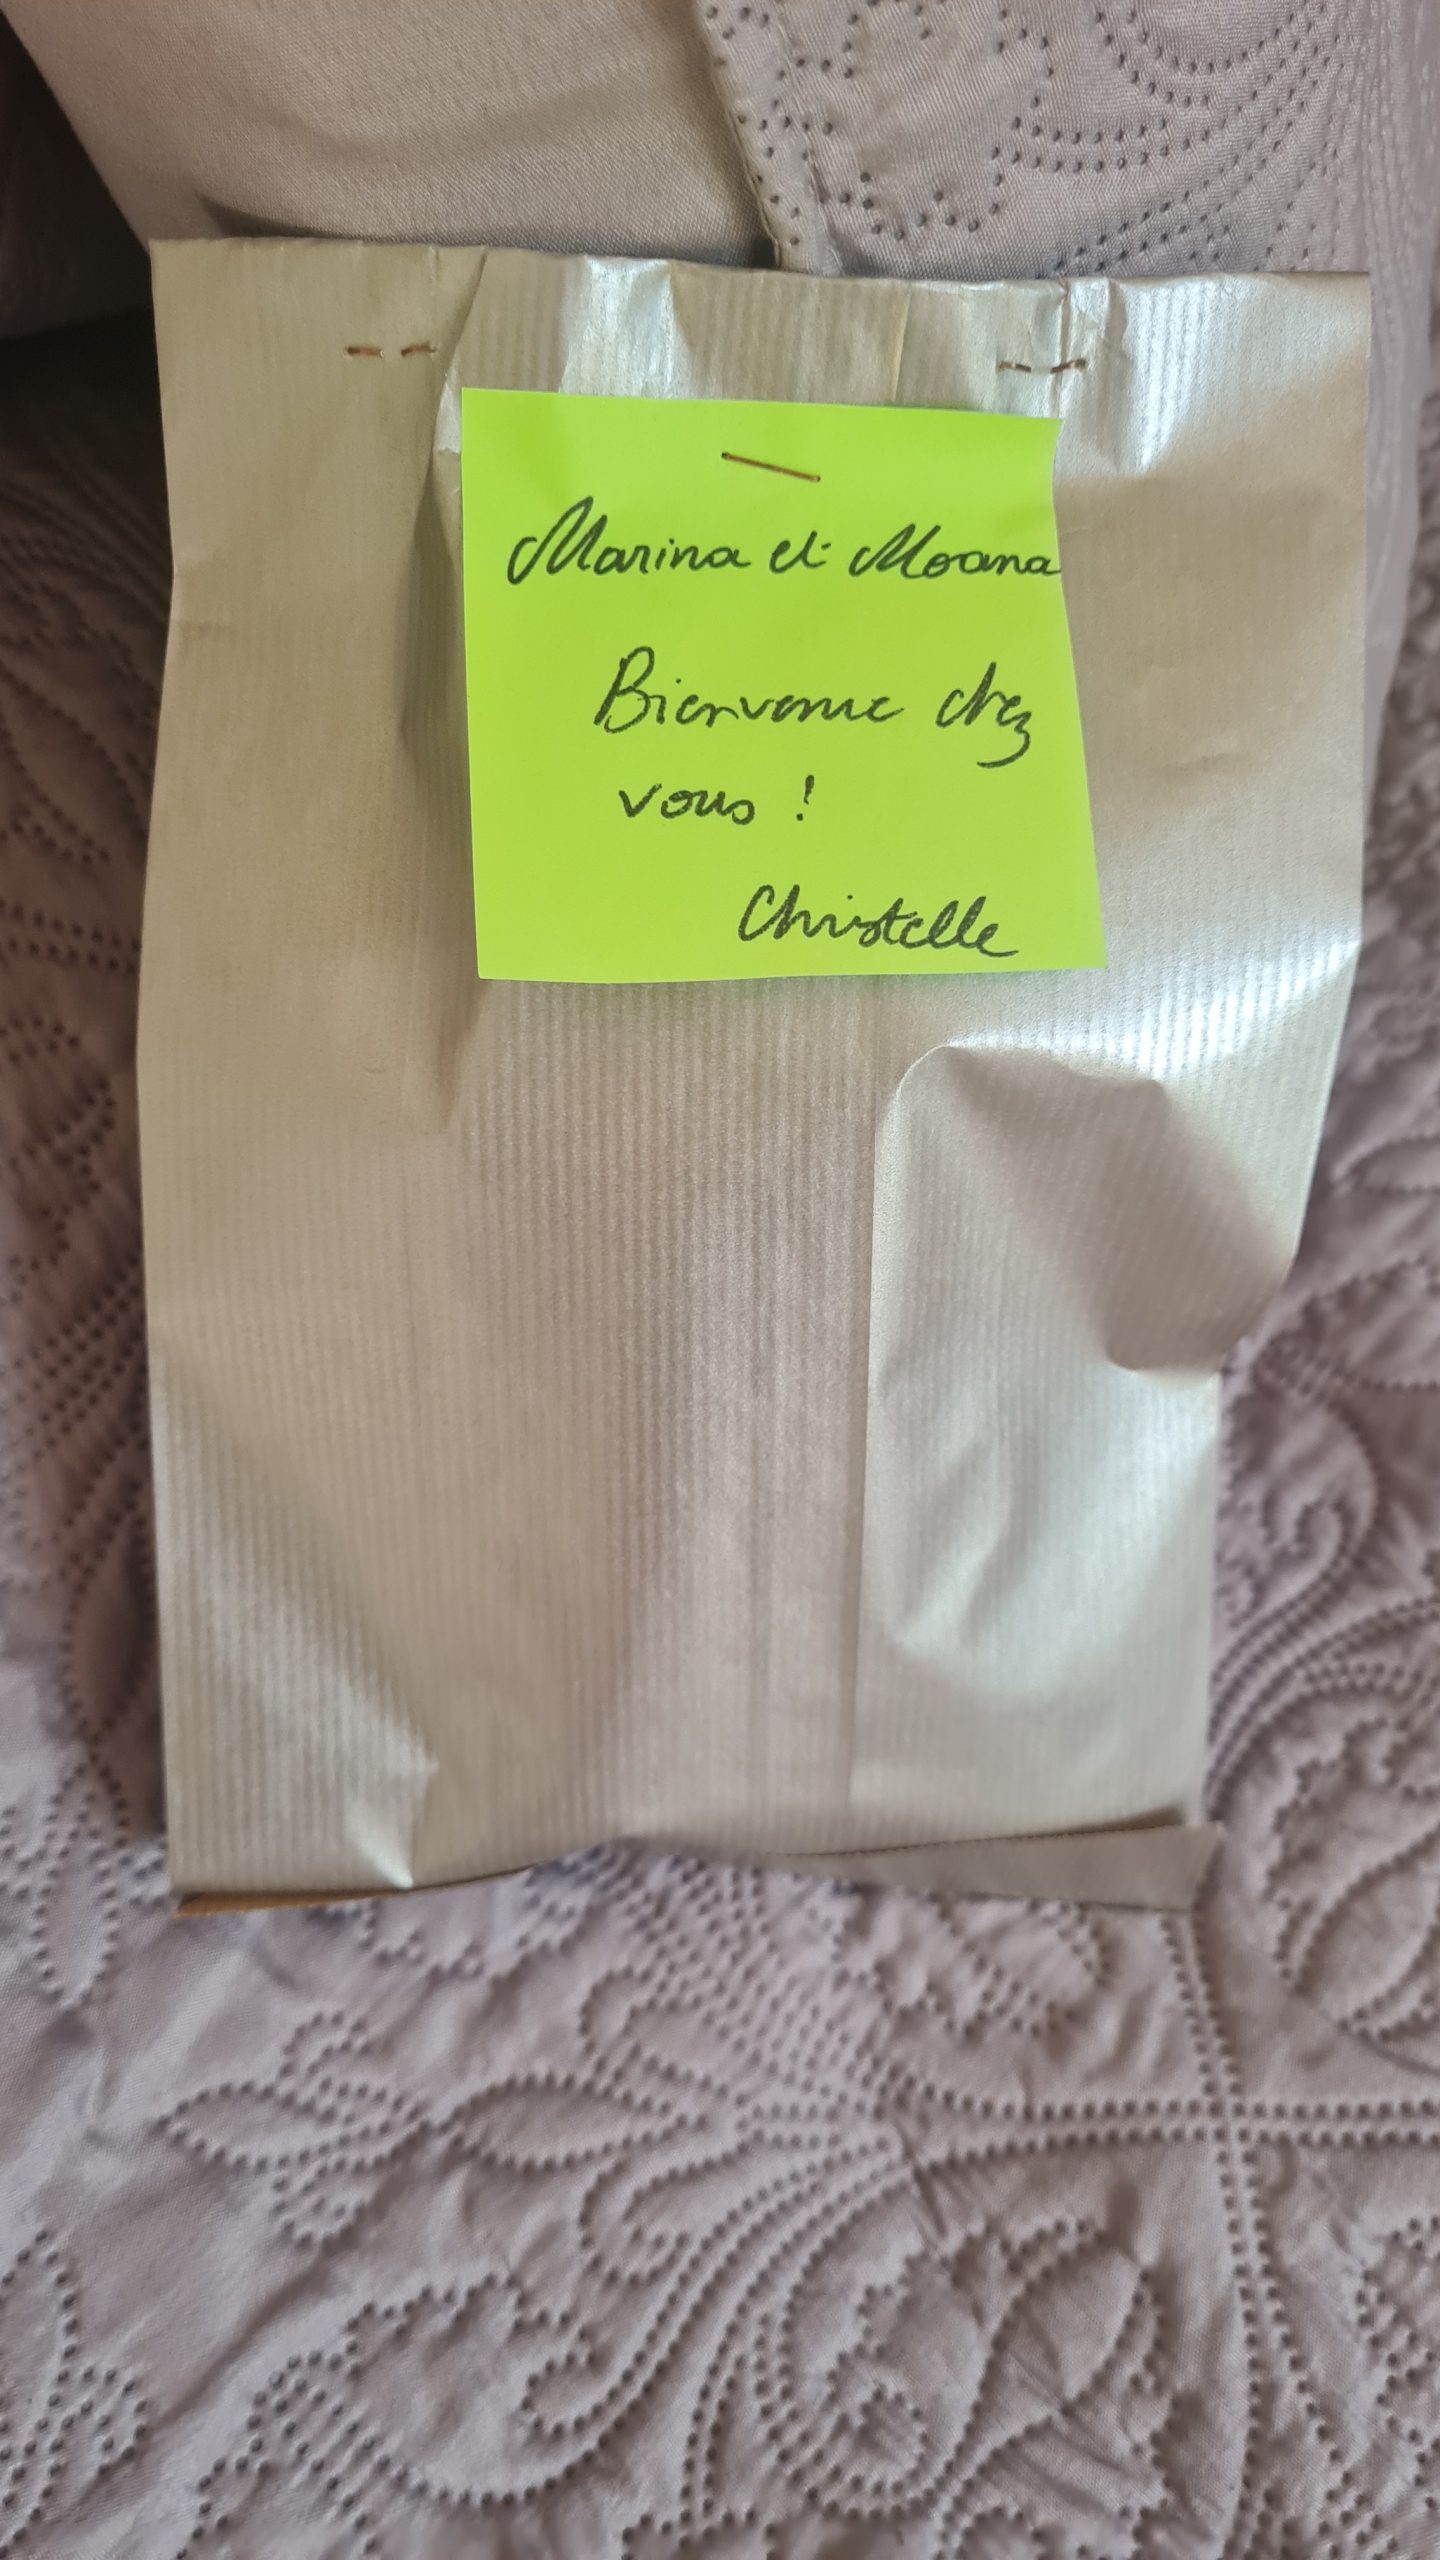 Marina et Moana
Bienvenue chez
vous !
Christelle